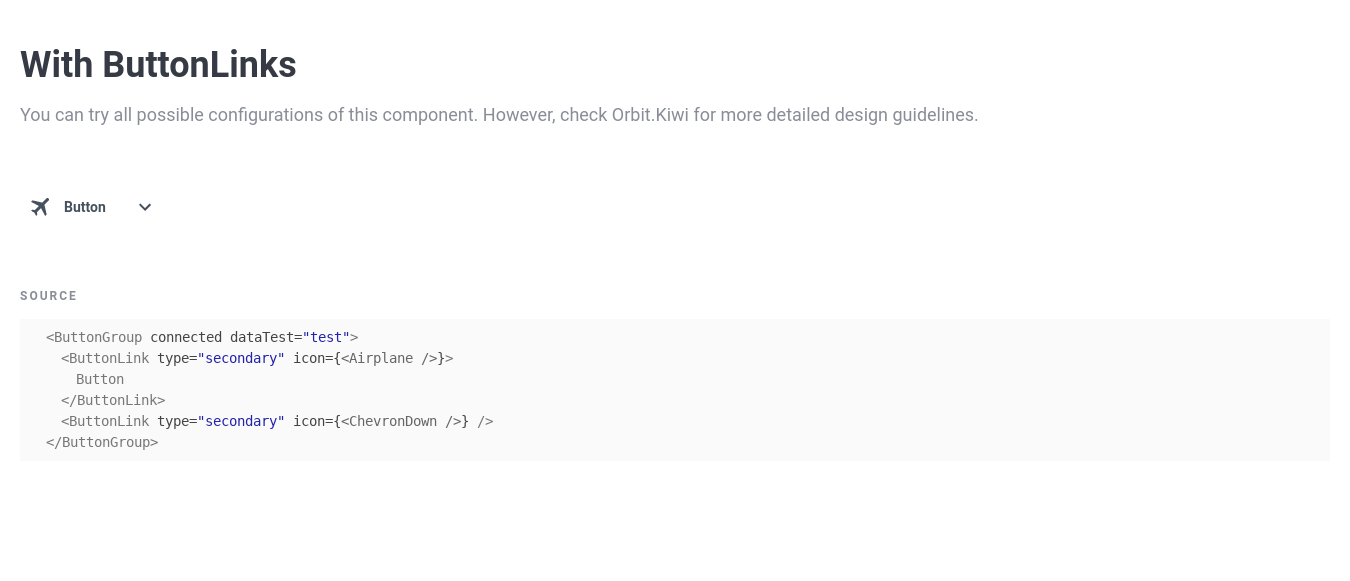 With ButtonLinks
You can try all possible configurations of this component. However, check Orbit.Kiwi for more detailed design guidelines.
Button
SOURCE
<ButtonGroup connected dataTest="test">
<ButtonLink type="secondary" icon={<Airplane />}>
Button
</ButtonLink>
<ButtonLink type="secondary" icon={<ChevronDown />} />
</ButtonGroup>